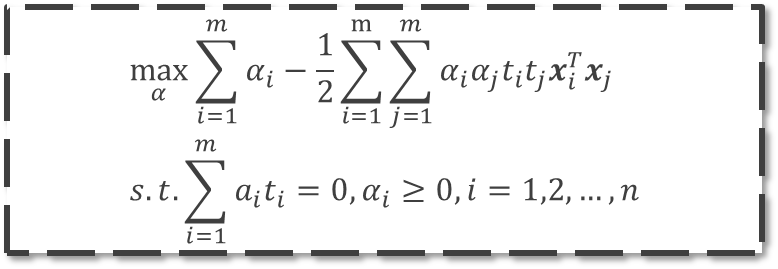 max_α ∑_{i=1}^{m} α_i − 1/2 ∑_{i=1}^{m} ∑_{j=1}^{m} α_i α_j t_i t_j 𝒙_i^T 𝒙_j
s.t. ∑_{i=1}^{m} a_i t_i = 0, α_i ≥ 0, i = 1,2, … , n